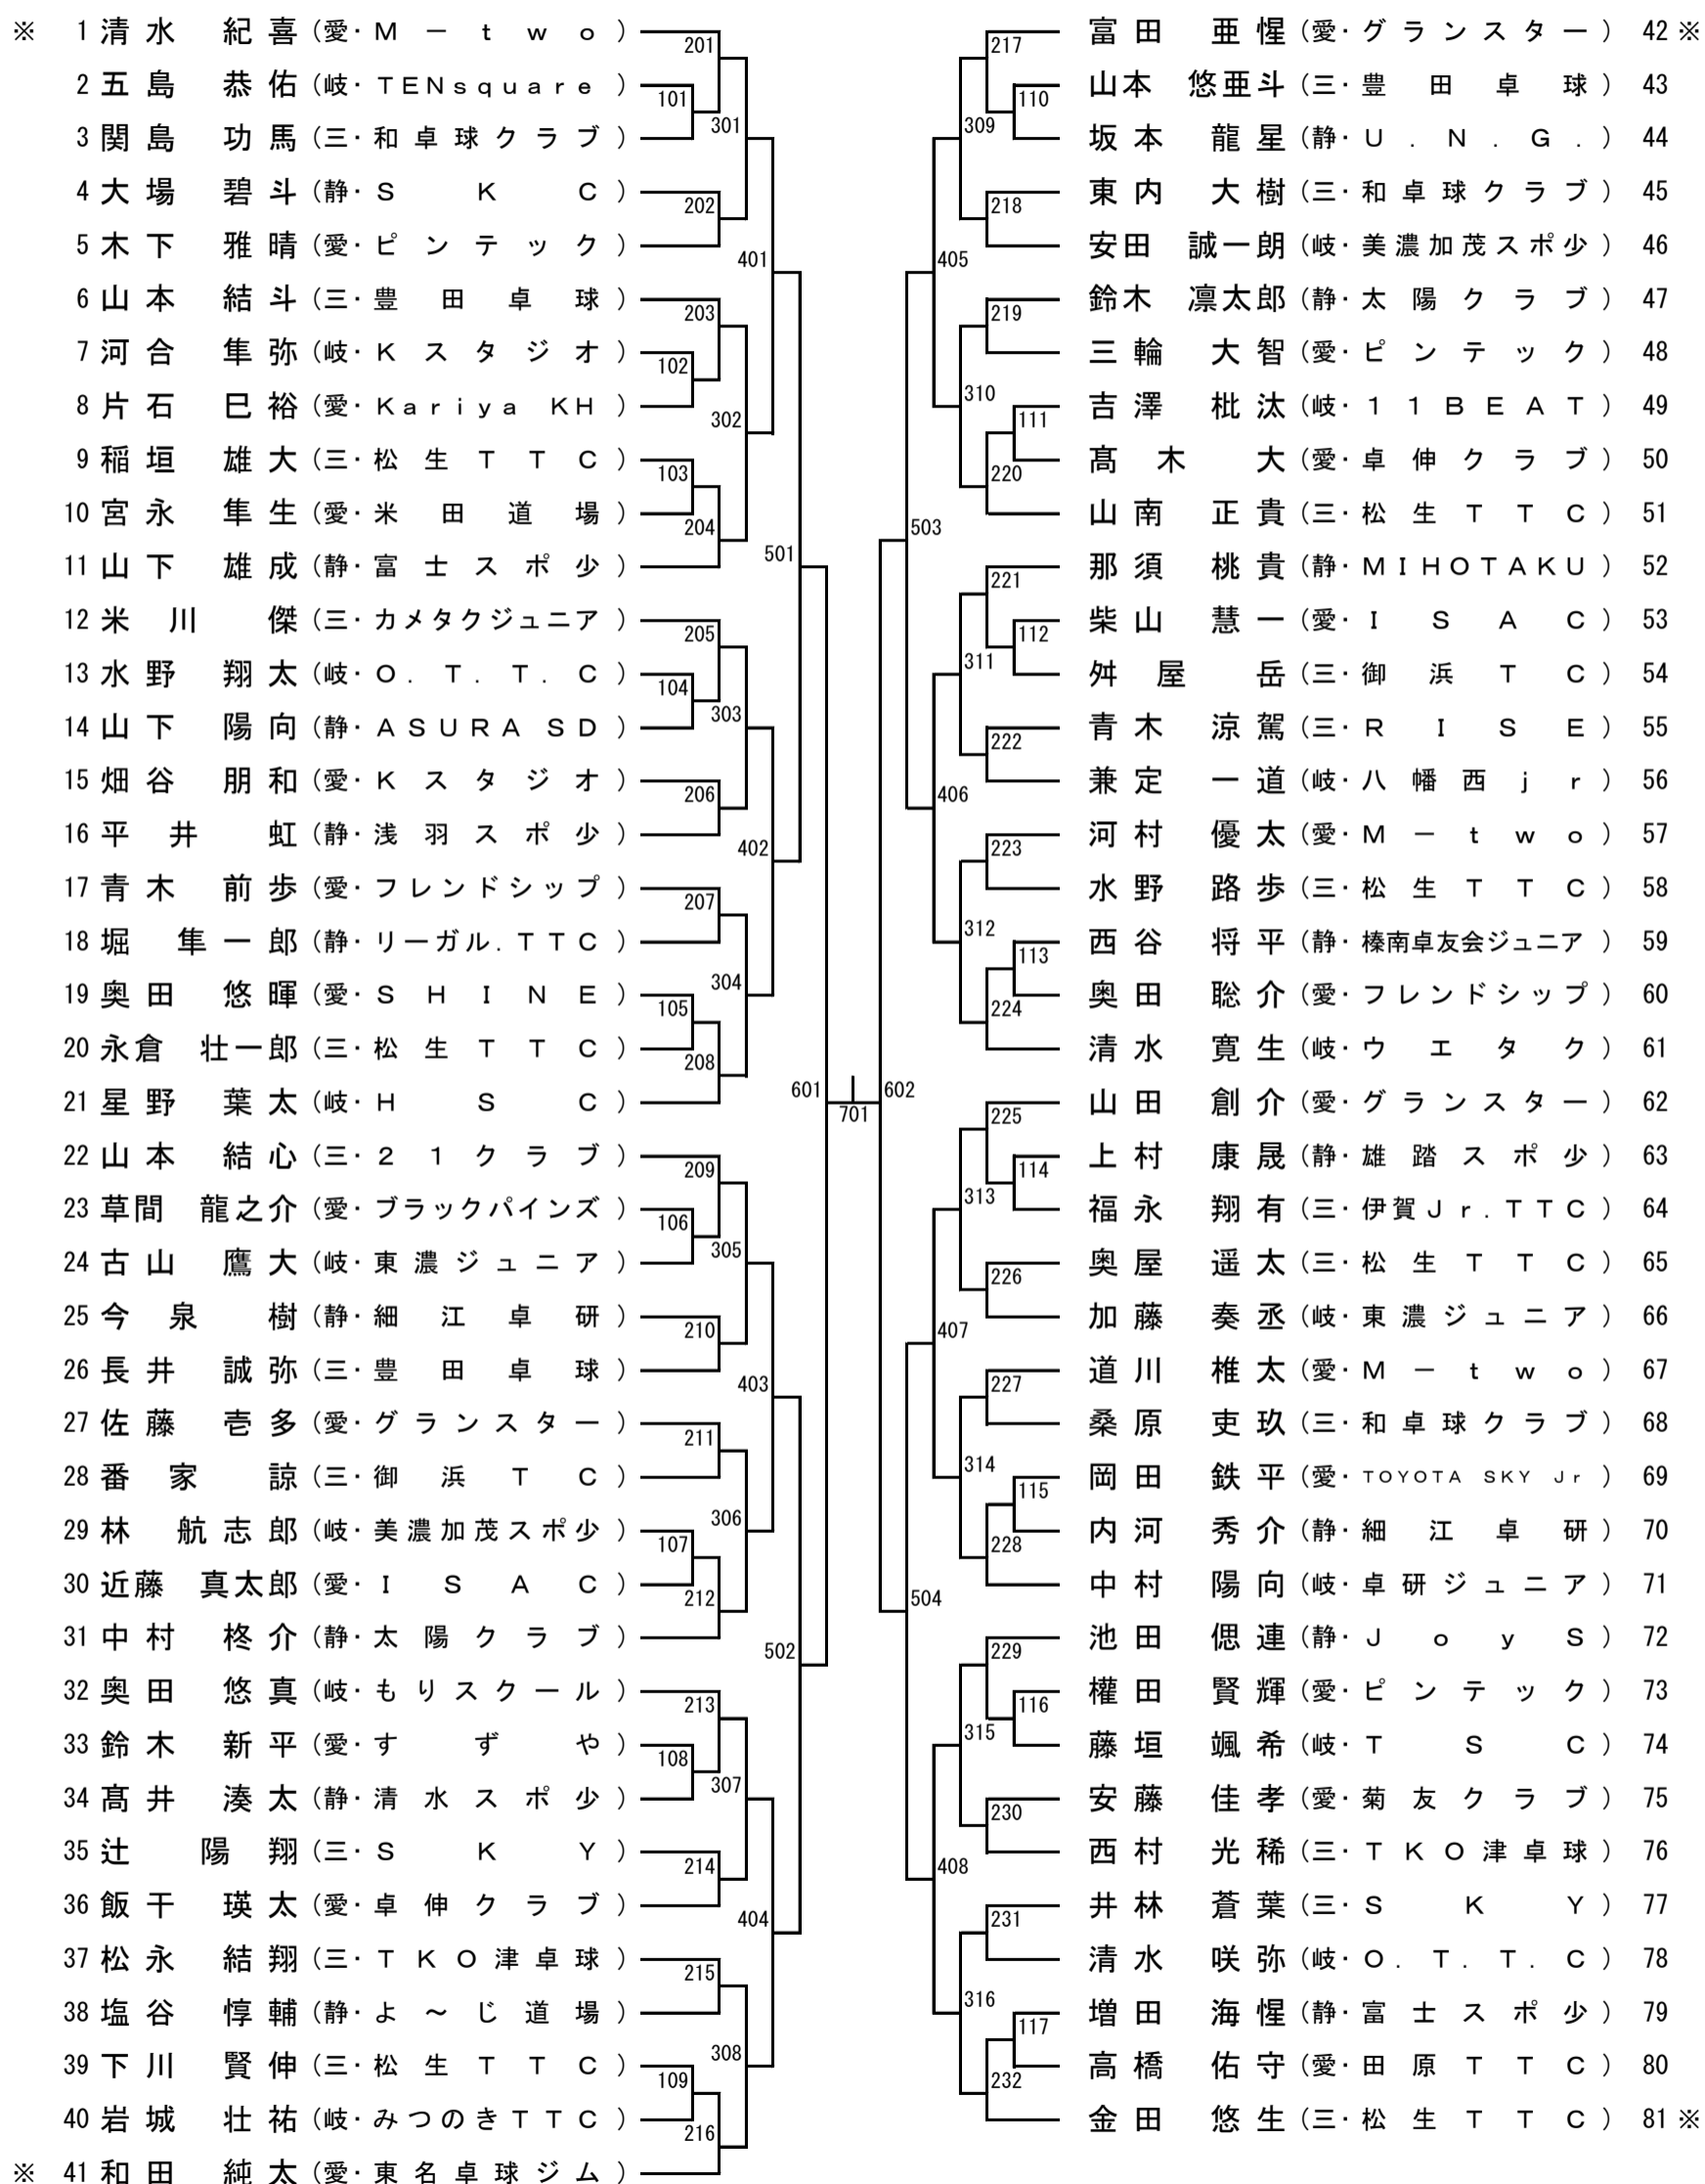 ※ 1 清水 紀喜 (愛・M－two)
2 五島 恭佑 (岐・TENsquare)
3 関島 功馬 (三・和卓球クラブ)
4 大場 碧斗 (静・SKC)
5 木下 雅晴 (愛・ピンテック)
6 山本 結斗 (三・豊田卓球)
7 河合 隼弥 (岐・Kスタジオ)
8 片石 巳裕 (愛・Kariya KH)
9 稲垣 雄大 (三・松生TTC)
10 宮永 隼生 (愛・米田道場)
11 山下 雄成 (静・富士スポ少)
12 米川 傑 (三・カメタクジュニア)
13 水野 翔太 (岐・O.T.T.C)
14 山下 陽向 (静・ASURA SD)
15 畑谷 朋和 (愛・Kスタジオ)
16 平井 虹 (静・浅羽スポ少)
17 青木 前歩 (愛・フレンドシップ)
18 堀 隼一郎 (静・リーガル.TTC)
19 奥田 悠暉 (愛・SHINE)
20 永倉 壮一郎 (三・松生TTC)
21 星野 葉太 (岐・HSC)
22 山本 結心 (三・21クラブ)
23 草間 龍之介 (愛・ブラックパインズ)
24 古山 鷹大 (岐・東濃ジュニア)
25 今泉 樹 (静・細江卓研)
26 長井 誠弥 (三・豊田卓球)
27 佐藤 壱多 (愛・グランスター)
28 番家 諒 (三・御浜TC)
29 林 航志郎 (岐・美濃加茂スポ少)
30 近藤 真太郎 (愛・ISAC)
31 中村 柊介 (静・太陽クラブ)
32 奥田 悠真 (岐・もりスクール)
33 鈴木 新平 (愛・すずや)
34 髙井 湊太 (静・清水スポ少)
35 辻 陽翔 (三・SKY)
36 飯干 瑛太 (愛・卓伸クラブ)
37 松永 結翔 (三・TKO津卓球)
38 塩谷 惇輔 (静・よ～じ道場)
39 下川 賢伸 (三・松生TTC)
40 岩城 壮祐 (岐・みつのきTTC)
※ 41 和田 純太 (愛・東名卓球ジム)
201
101
301
202
401
203
102
302
103
204
501
205
104
303
206
402
207
304
105
208
601
209
106
305
210
403
211
306
107
212
502
213
108
307
214
404
215
308
109
216
701
602
217
110
309
218
405
219
310
111
220
503
221
112
311
222
406
223
312
113
224
225
114
313
226
407
227
314
115
228
504
229
116
315
230
408
231
316
117
232
富田 亜惺 (愛・グランスター) 42 ※
山本 悠亜斗 (三・豊田卓球) 43
坂本 龍星 (静・U.N.G.) 44
東内 大樹 (三・和卓球クラブ) 45
安田 誠一朗 (岐・美濃加茂スポ少) 46
鈴木 凛太郎 (静・太陽クラブ) 47
三輪 大智 (愛・ピンテック) 48
吉澤 枇汰 (岐・11BEAT) 49
髙木 大 (愛・卓伸クラブ) 50
山南 正貴 (三・松生TTC) 51
那須 桃貴 (静・MIHOTAKU) 52
柴山 慧一 (愛・ISAC) 53
舛屋 岳 (三・御浜TC) 54
青木 涼駕 (三・RISE) 55
兼定 一道 (岐・八幡西jr) 56
河村 優太 (愛・M－two) 57
水野 路歩 (三・松生TTC) 58
西谷 将平 (静・榛南卓友会ジュニア) 59
奥田 聡介 (愛・フレンドシップ) 60
清水 寛生 (岐・ウエタク) 61
山田 創介 (愛・グランスター) 62
上村 康晟 (静・雄踏スポ少) 63
福永 翔有 (三・伊賀Jr.TTC) 64
奥屋 遥太 (三・松生TTC) 65
加藤 奏丞 (岐・東濃ジュニア) 66
道川 椎太 (愛・M－two) 67
桑原 吏玖 (三・和卓球クラブ) 68
岡田 鉄平 (愛・TOYOTA SKY Jr) 69
内河 秀介 (静・細江卓研) 70
中村 陽向 (岐・卓研ジュニア) 71
池田 偲連 (静・JoyS) 72
權田 賢輝 (愛・ピンテック) 73
藤垣 颯希 (岐・TSC) 74
安藤 佳孝 (愛・菊友クラブ) 75
西村 光稀 (三・TKO津卓球) 76
井林 蒼葉 (三・SKY) 77
清水 咲弥 (岐・O.T.T.C) 78
増田 海惺 (静・富士スポ少) 79
高橋 佑守 (愛・田原TTC) 80
金田 悠生 (三・松生TTC) 81 ※